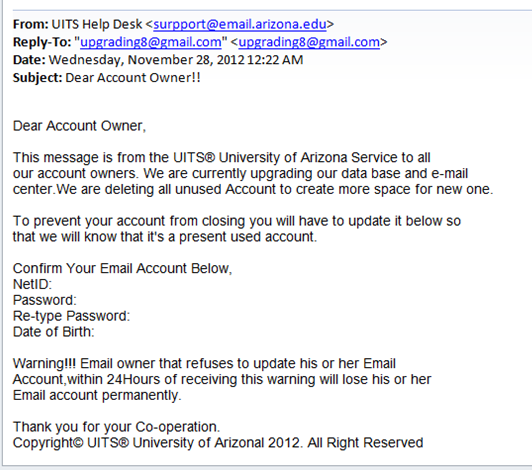 From: UITS Help Desk <surpport@email.arizona.edu>
Reply-To: "upgrading8@gmail.com" <upgrading8@gmail.com>
Date: Wednesday, November 28, 2012 12:22 AM
Subject: Dear Account Owner!!
Dear Account Owner,
This message is from the UITS® University of Arizona Service to all
our account owners. We are currently upgrading our data base and e-mail
center.We are deleting all unused Account to create more space for new one.
To prevent your account from closing you will have to update it below so
that we will know that it's a present used account.
Confirm Your Email Account Below,
NetID:
Password:
Re-type Password:
Date of Birth:
Warning!!! Email owner that refuses to update his or her Email
Account,within 24Hours of receiving this warning will lose his or her
Email account permanently.
Thank you for your Co-operation.
Copyright© UITS® University of Arizonal 2012. All Right Reserved